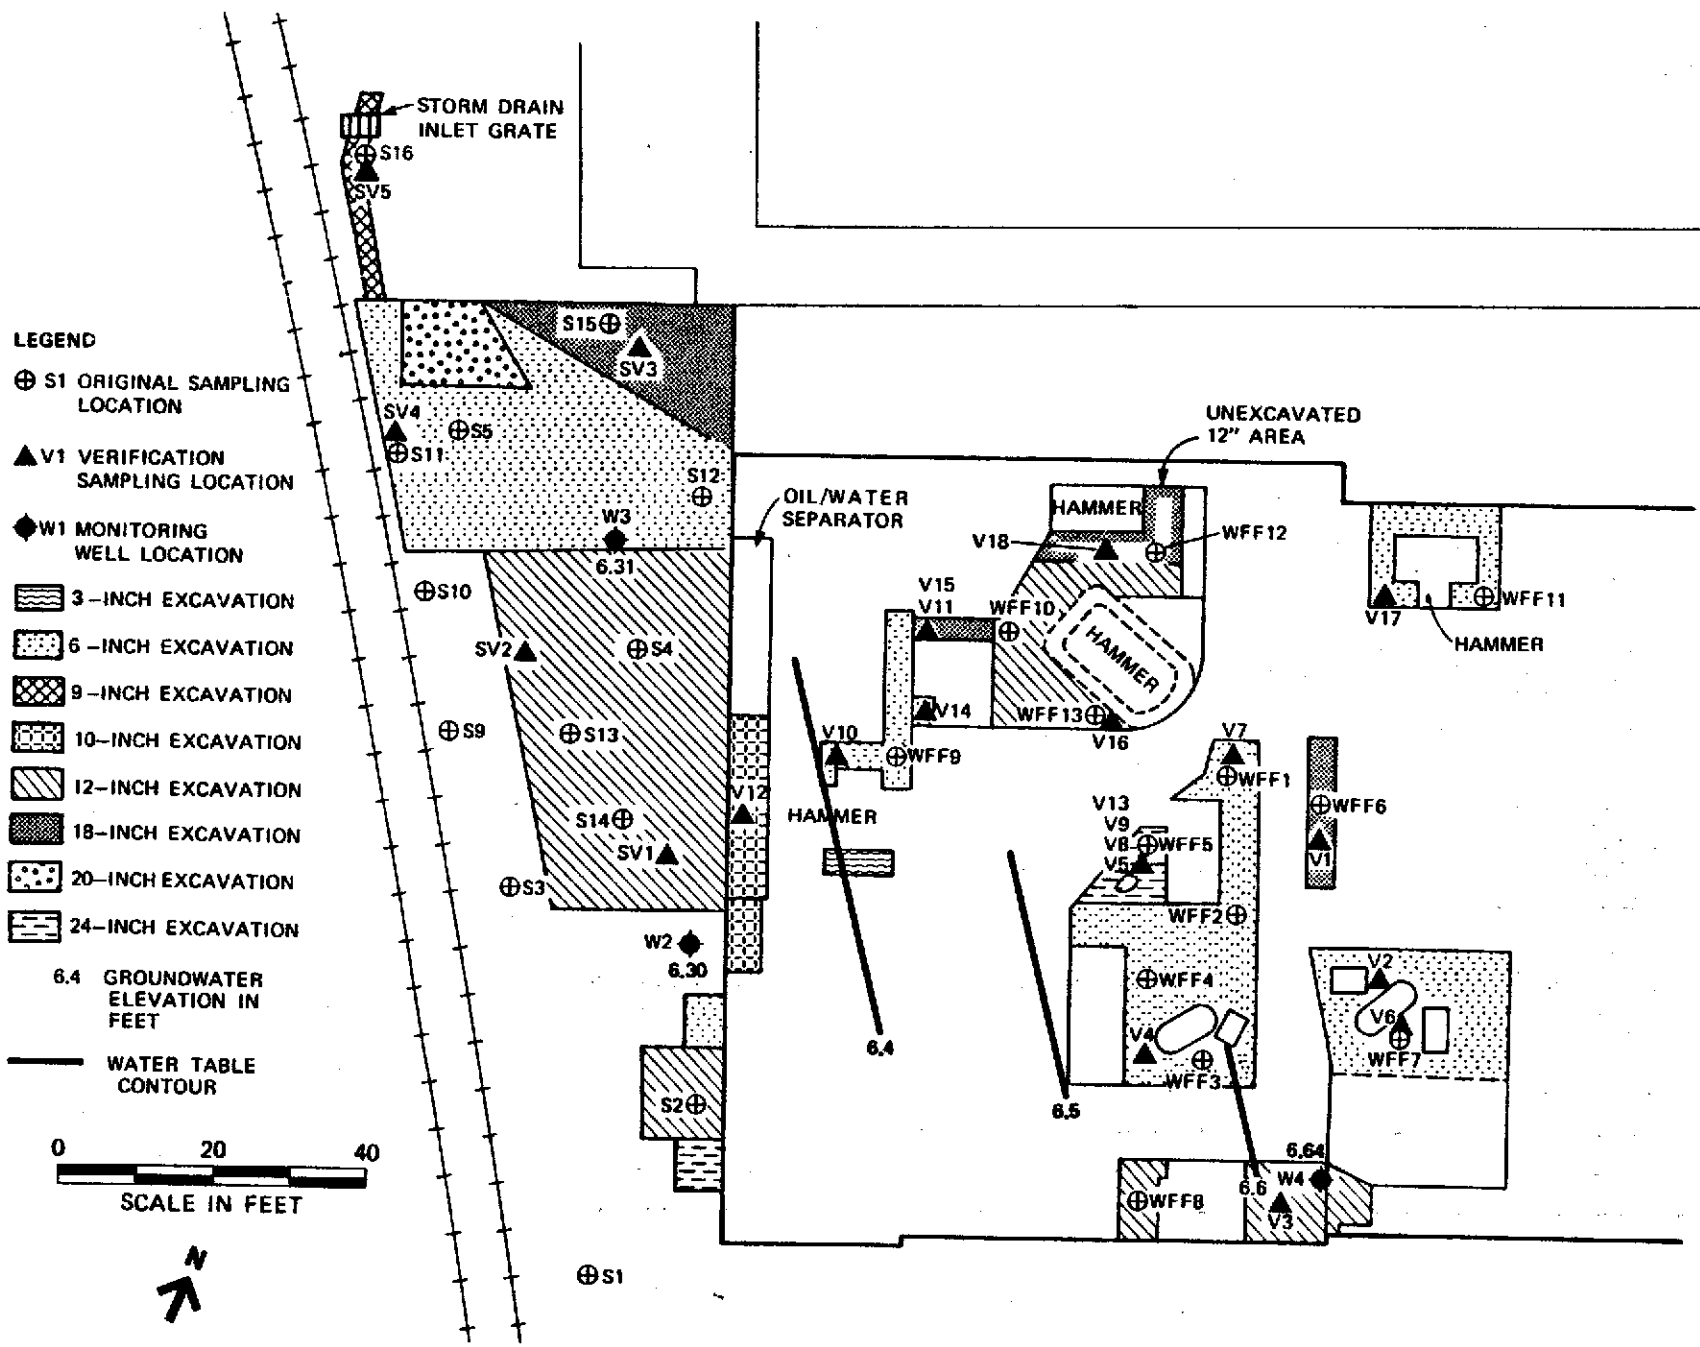 STORM DRAIN
INLET GRATE
S16
SV5
LEGEND
S1 ORIGINAL SAMPLING
LOCATION
V1 VERIFICATION
SAMPLING LOCATION
W1 MONITORING
WELL LOCATION
3-INCH EXCAVATION
6-INCH EXCAVATION
9-INCH EXCAVATION
10-INCH EXCAVATION
12-INCH EXCAVATION
18-INCH EXCAVATION
20-INCH EXCAVATION
24-INCH EXCAVATION
6.4 GROUNDWATER
ELEVATION IN
FEET
WATER TABLE
CONTOUR
0 20 40
SCALE IN FEET
N
S15
SV3
SV4
S5
S11
S12
W3
6.31
S10
SV2
S4
S9
S13
S14
SV1
S3
W2
6.30
S2
S1
OIL/WATER
SEPARATOR
V12
HAMMER
V10
WFF9
V14
V15
V11
WFF10
UNEXCAVATED
12" AREA
HAMMER
V18
WFF12
HAMMER
WFF13
V16
V17
WFF11
HAMMER
V7
WFF1
WFF6
V1
V13
V9
V8
WFF5
V5
WFF2
WFF4
V4
WFF3
V2
V6
WFF7
6.4
6.5
6.64
6.6
W4
V3
WFF8